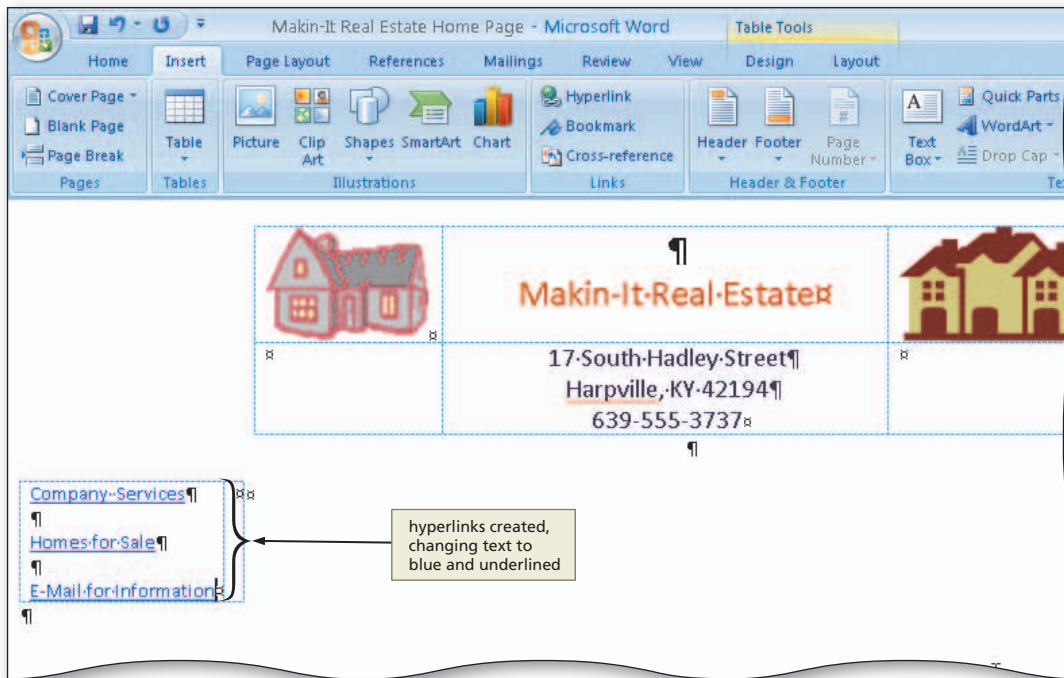 Makin-It Real Estate Home Page - Microsoft Word
Table Tools
Home Insert Page Layout References Mailings Review View Design Layout
Cover Page
Blank Page
Page Break
Pages
Table
Tables
Picture
Clip
Art
Shapes
SmartArt
Chart
Illustrations
Hyperlink
Bookmark
Cross-reference
Links
Header
Footer
Page
Number
#
Header & Footer
A
Text
Box
Quick Parts
WordArt
Drop Cap
Te
¶
Makin-It·Real·Estate¤
¤
¤
17·South·Hadley·Street¶
Harpville,·KY·42194¶
639-555-3737¤
¤
¶
Company··Services¶
¤¤
¶
Homes·for·Sale¶
¶
E-Mail·for·Information¤
¶
hyperlinks created,
changing text to
blue and underlined